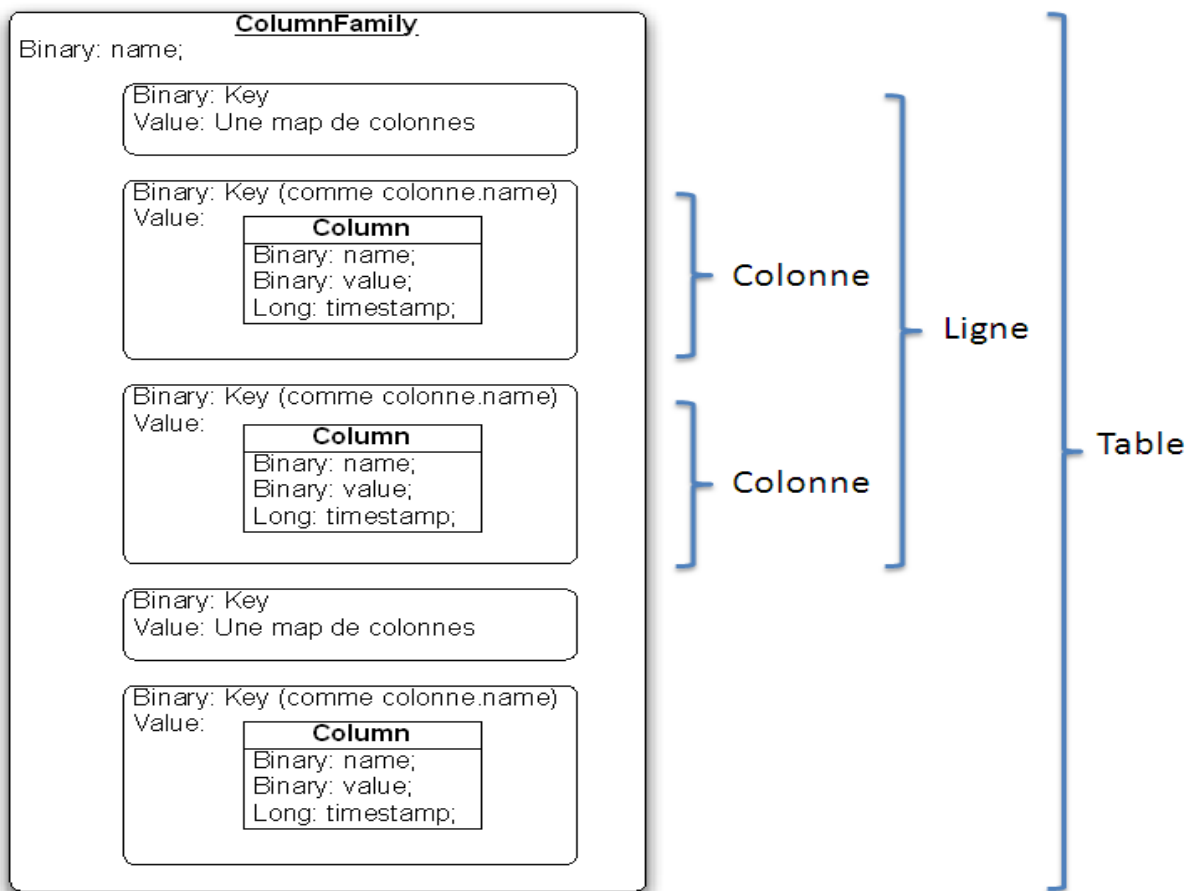 ColumnFamily
Binary: name;
Binary: Key
Value: Une map de colonnes
Binary: Key (comme colonne.name)
Value:
Column
Binary: name;
Binary: value;
Long: timestamp;
Binary: Key (comme colonne.name)
Value:
Column
Binary: name;
Binary: value;
Long: timestamp;
Binary: Key
Value: Une map de colonnes
Binary: Key (comme colonne.name)
Value:
Column
Binary: name;
Binary: value;
Long: timestamp;
Colonne
Colonne
Ligne
Table